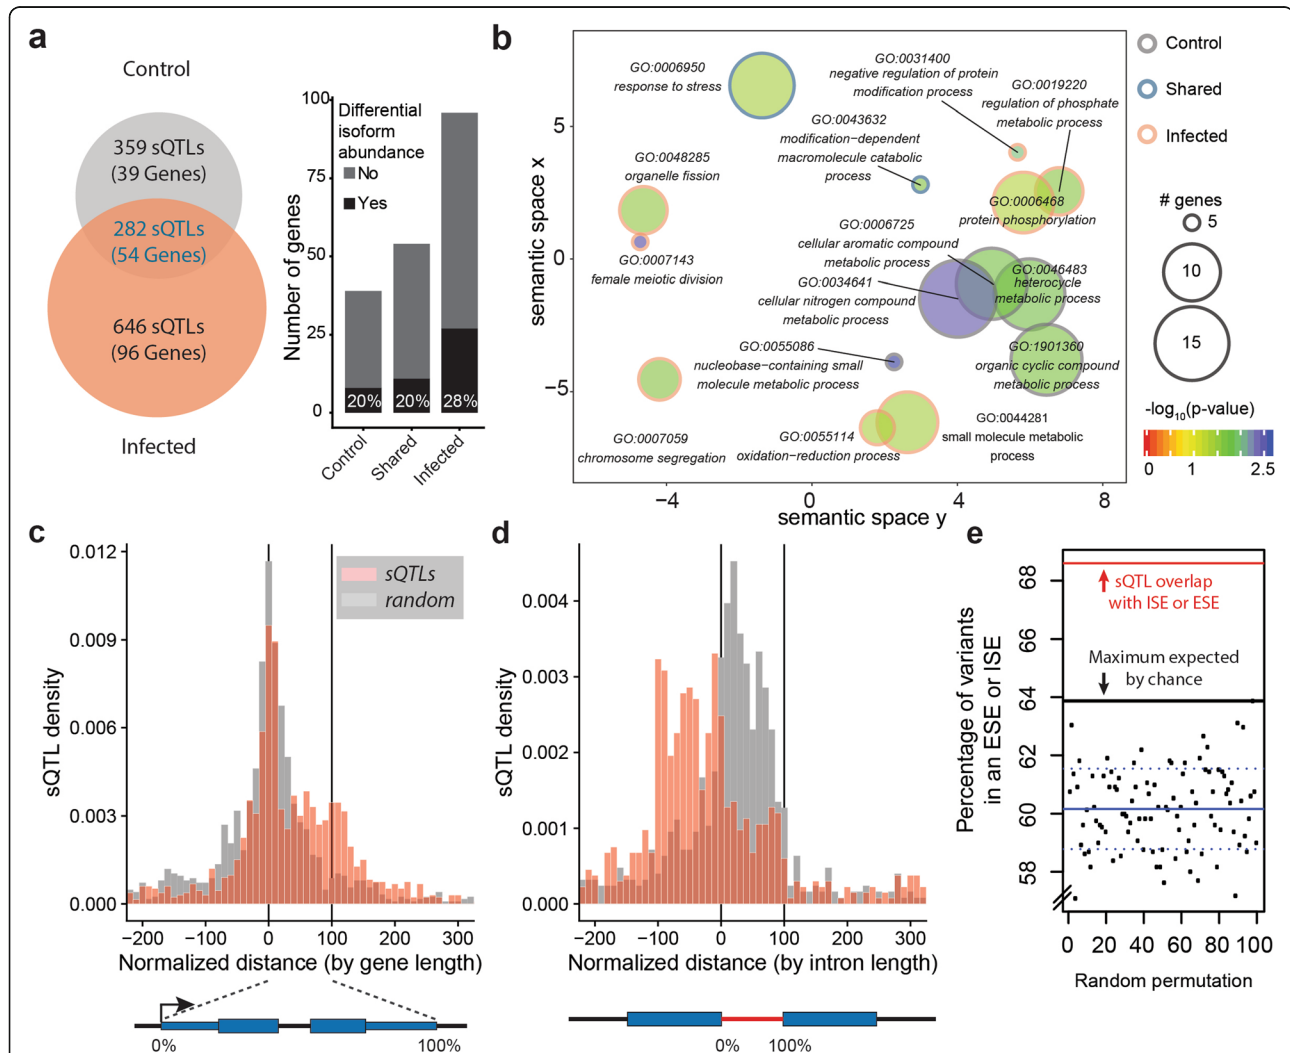 a
Control
359 sQTLs
(39 Genes)
282 sQTLs
(54 Genes)
646 sQTLs
(96 Genes)
Infected
Number of genes
100
75
50
25
0
Differential
isoform
abundance
No
Yes
20%
20%
28%
Control
Shared
Infected
b
semantic space x
5
0
−5
GO:0006950
response to stress
GO:0031400
negative regulation of protein
modification process
GO:0019220
regulation of phosphate
metabolic process
GO:0043632
modification−dependent
macromolecule catabolic
process
GO:0048285
organelle fission
GO:0006468
protein phosphorylation
GO:0007143
female meiotic division
GO:0006725
cellular aromatic compound
metabolic process
GO:0046483
heterocycle
metabolic process
GO:0034641
cellular nitrogen compound
metabolic process
GO:0055086
nucleobase−containing small
molecule metabolic process
GO:1901360
organic cyclic compound
metabolic process
GO:0007059
chromosome segregation
GO:0055114
oxidation−reduction process
GO:0044281
small molecule metabolic
process
−4
0
4
8
semantic space y
Control
Shared
Infected
# genes
5
10
15
-log10(p-value)
0
1
2.5
c
sQTL density
0.012
0.009
0.006
0.003
0.000
sQTLs
random
−200
−100
0
100
200
300
Normalized distance (by gene length)
0%
100%
d
sQTL density
0.004
0.003
0.002
0.001
0.000
−200
−100
0
100
200
300
Normalized distance (by intron length)
0%
100%
e
Percentage of variants
in an ESE or ISE
68
66
64
62
60
58
sQTL overlap
with ISE or ESE
Maximum expected
by chance
0
20
40
60
80
100
Random permutation